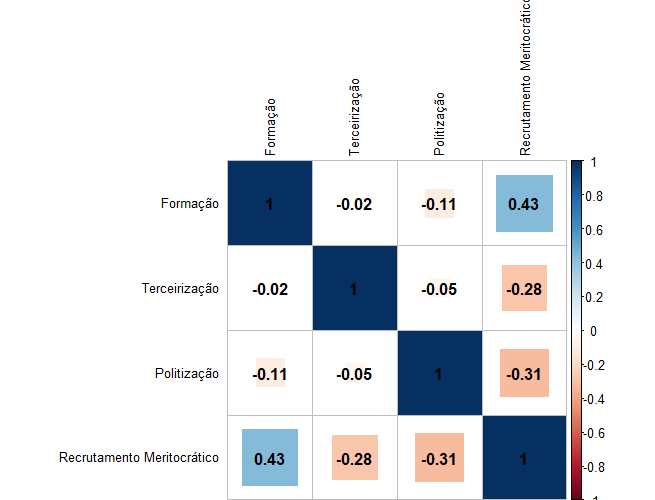 Formação
Terceirização
Politização
Recrutamento Meritocrático
Formação 1 -0.02 -0.11 0.43
Terceirização -0.02 1 -0.05 -0.28
Politização -0.11 -0.05 1 -0.31
Recrutamento Meritocrático 0.43 -0.28 -0.31 1
1
0.8
0.6
0.4
0.2
0
-0.2
-0.4
-0.6
-0.8
-1